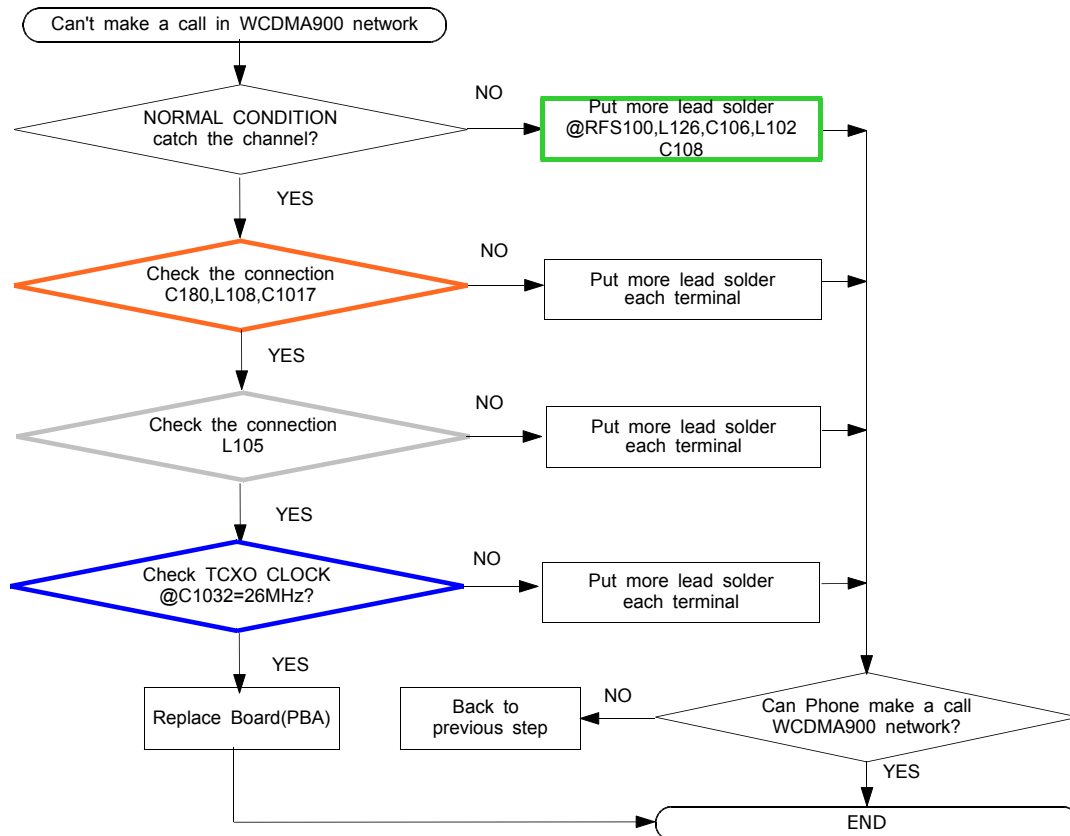 Can't make a call in WCDMA900 network
NORMAL CONDITION
catch the channel?
NO
Put more lead solder
@RFS100,L126,C106,L102
C108
YES
Check the connection
C180,L108,C1017
NO
Put more lead solder
each terminal
YES
Check the connection
L105
NO
Put more lead solder
each terminal
YES
Check TCXO CLOCK
@C1032=26MHz?
NO
Put more lead solder
each terminal
YES
Replace Board(PBA)
Back to
previous step
NO
Can Phone make a call
WCDMA900 network?
YES
END